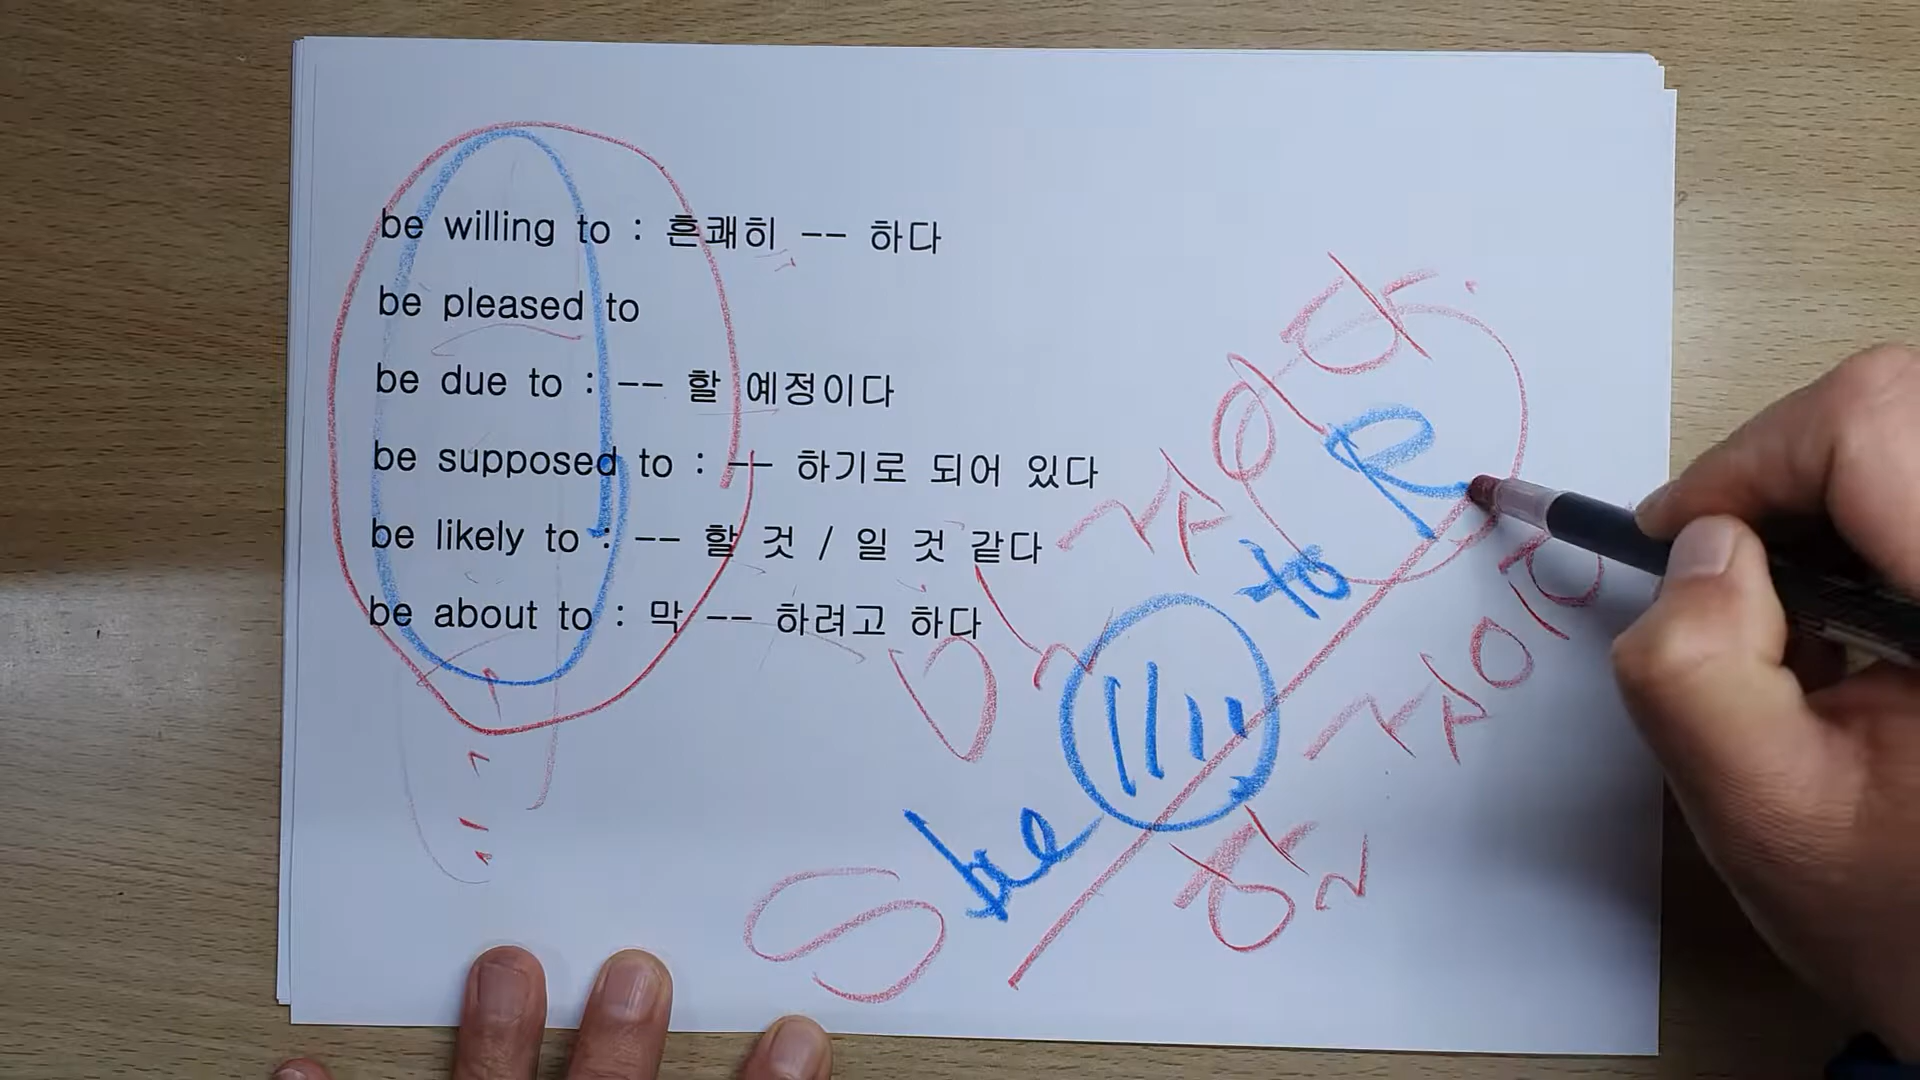 be willing to : 흔쾌히 -- 하다
be pleased to
be due to : -- 할 예정이다
be supposed to : -- 하기로 되어 있다
be likely to : -- 할 것 / 일 것 같다
be about to : 막 -- 하려고 하다
be to R